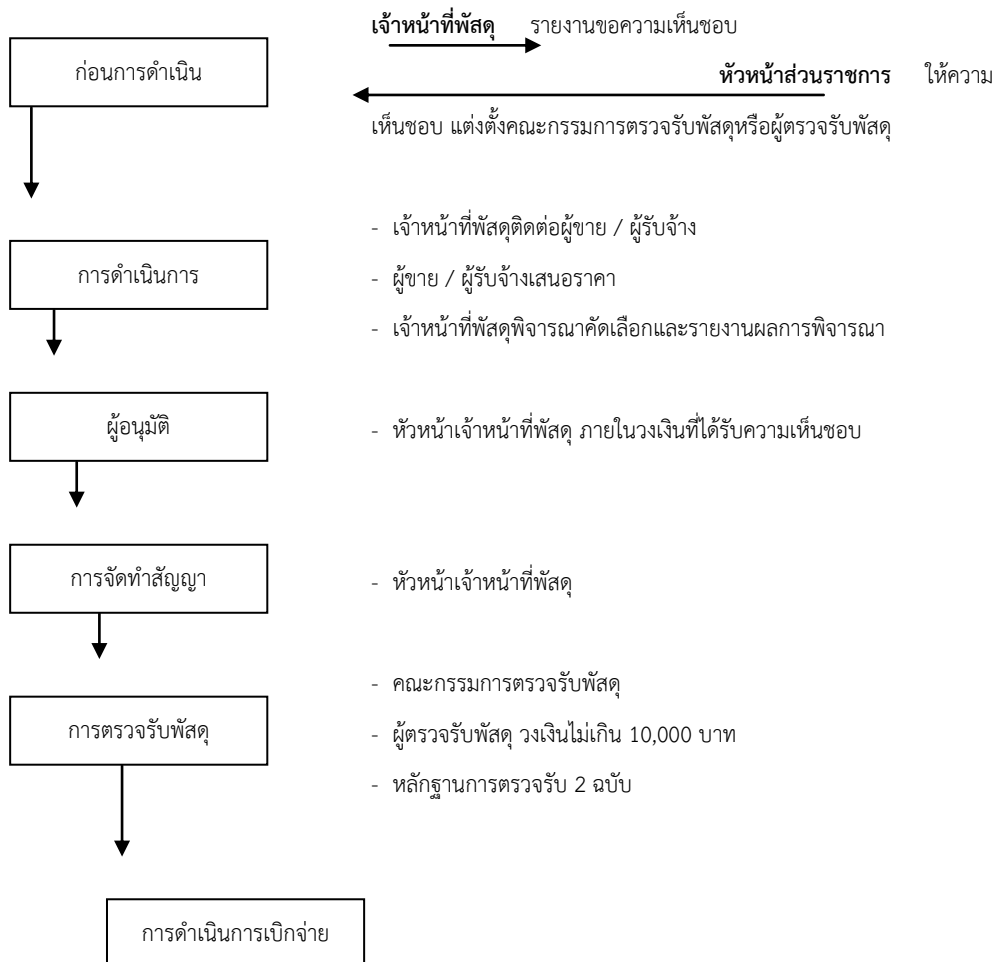 เจ้าหน้าที่พัสดุ รายงานขอความเห็นชอบ
ก่อนการดำเนิน
หัวหน้าส่วนราชการ ให้ความ
เห็นชอบ แต่งตั้งคณะกรรมการตรวจรับพัสดุหรือผู้ตรวจรับพัสดุ
- เจ้าหน้าที่พัสดุติดต่อผู้ขาย / ผู้รับจ้าง
การดำเนินการ
- ผู้ขาย / ผู้รับจ้างเสนอราคา
- เจ้าหน้าที่พัสดุพิจารณาคัดเลือกและรายงานผลการพิจารณา
ผู้อนุมัติ
- หัวหน้าเจ้าหน้าที่พัสดุ ภายในวงเงินที่ได้รับความเห็นชอบ
การจัดทำสัญญา
- หัวหน้าเจ้าหน้าที่พัสดุ
- คณะกรรมการตรวจรับพัสดุ
การตรวจรับพัสดุ
- ผู้ตรวจรับพัสดุ วงเงินไม่เกิน 10,000 บาท
- หลักฐานการตรวจรับ 2 ฉบับ
การดำเนินการเบิกจ่าย